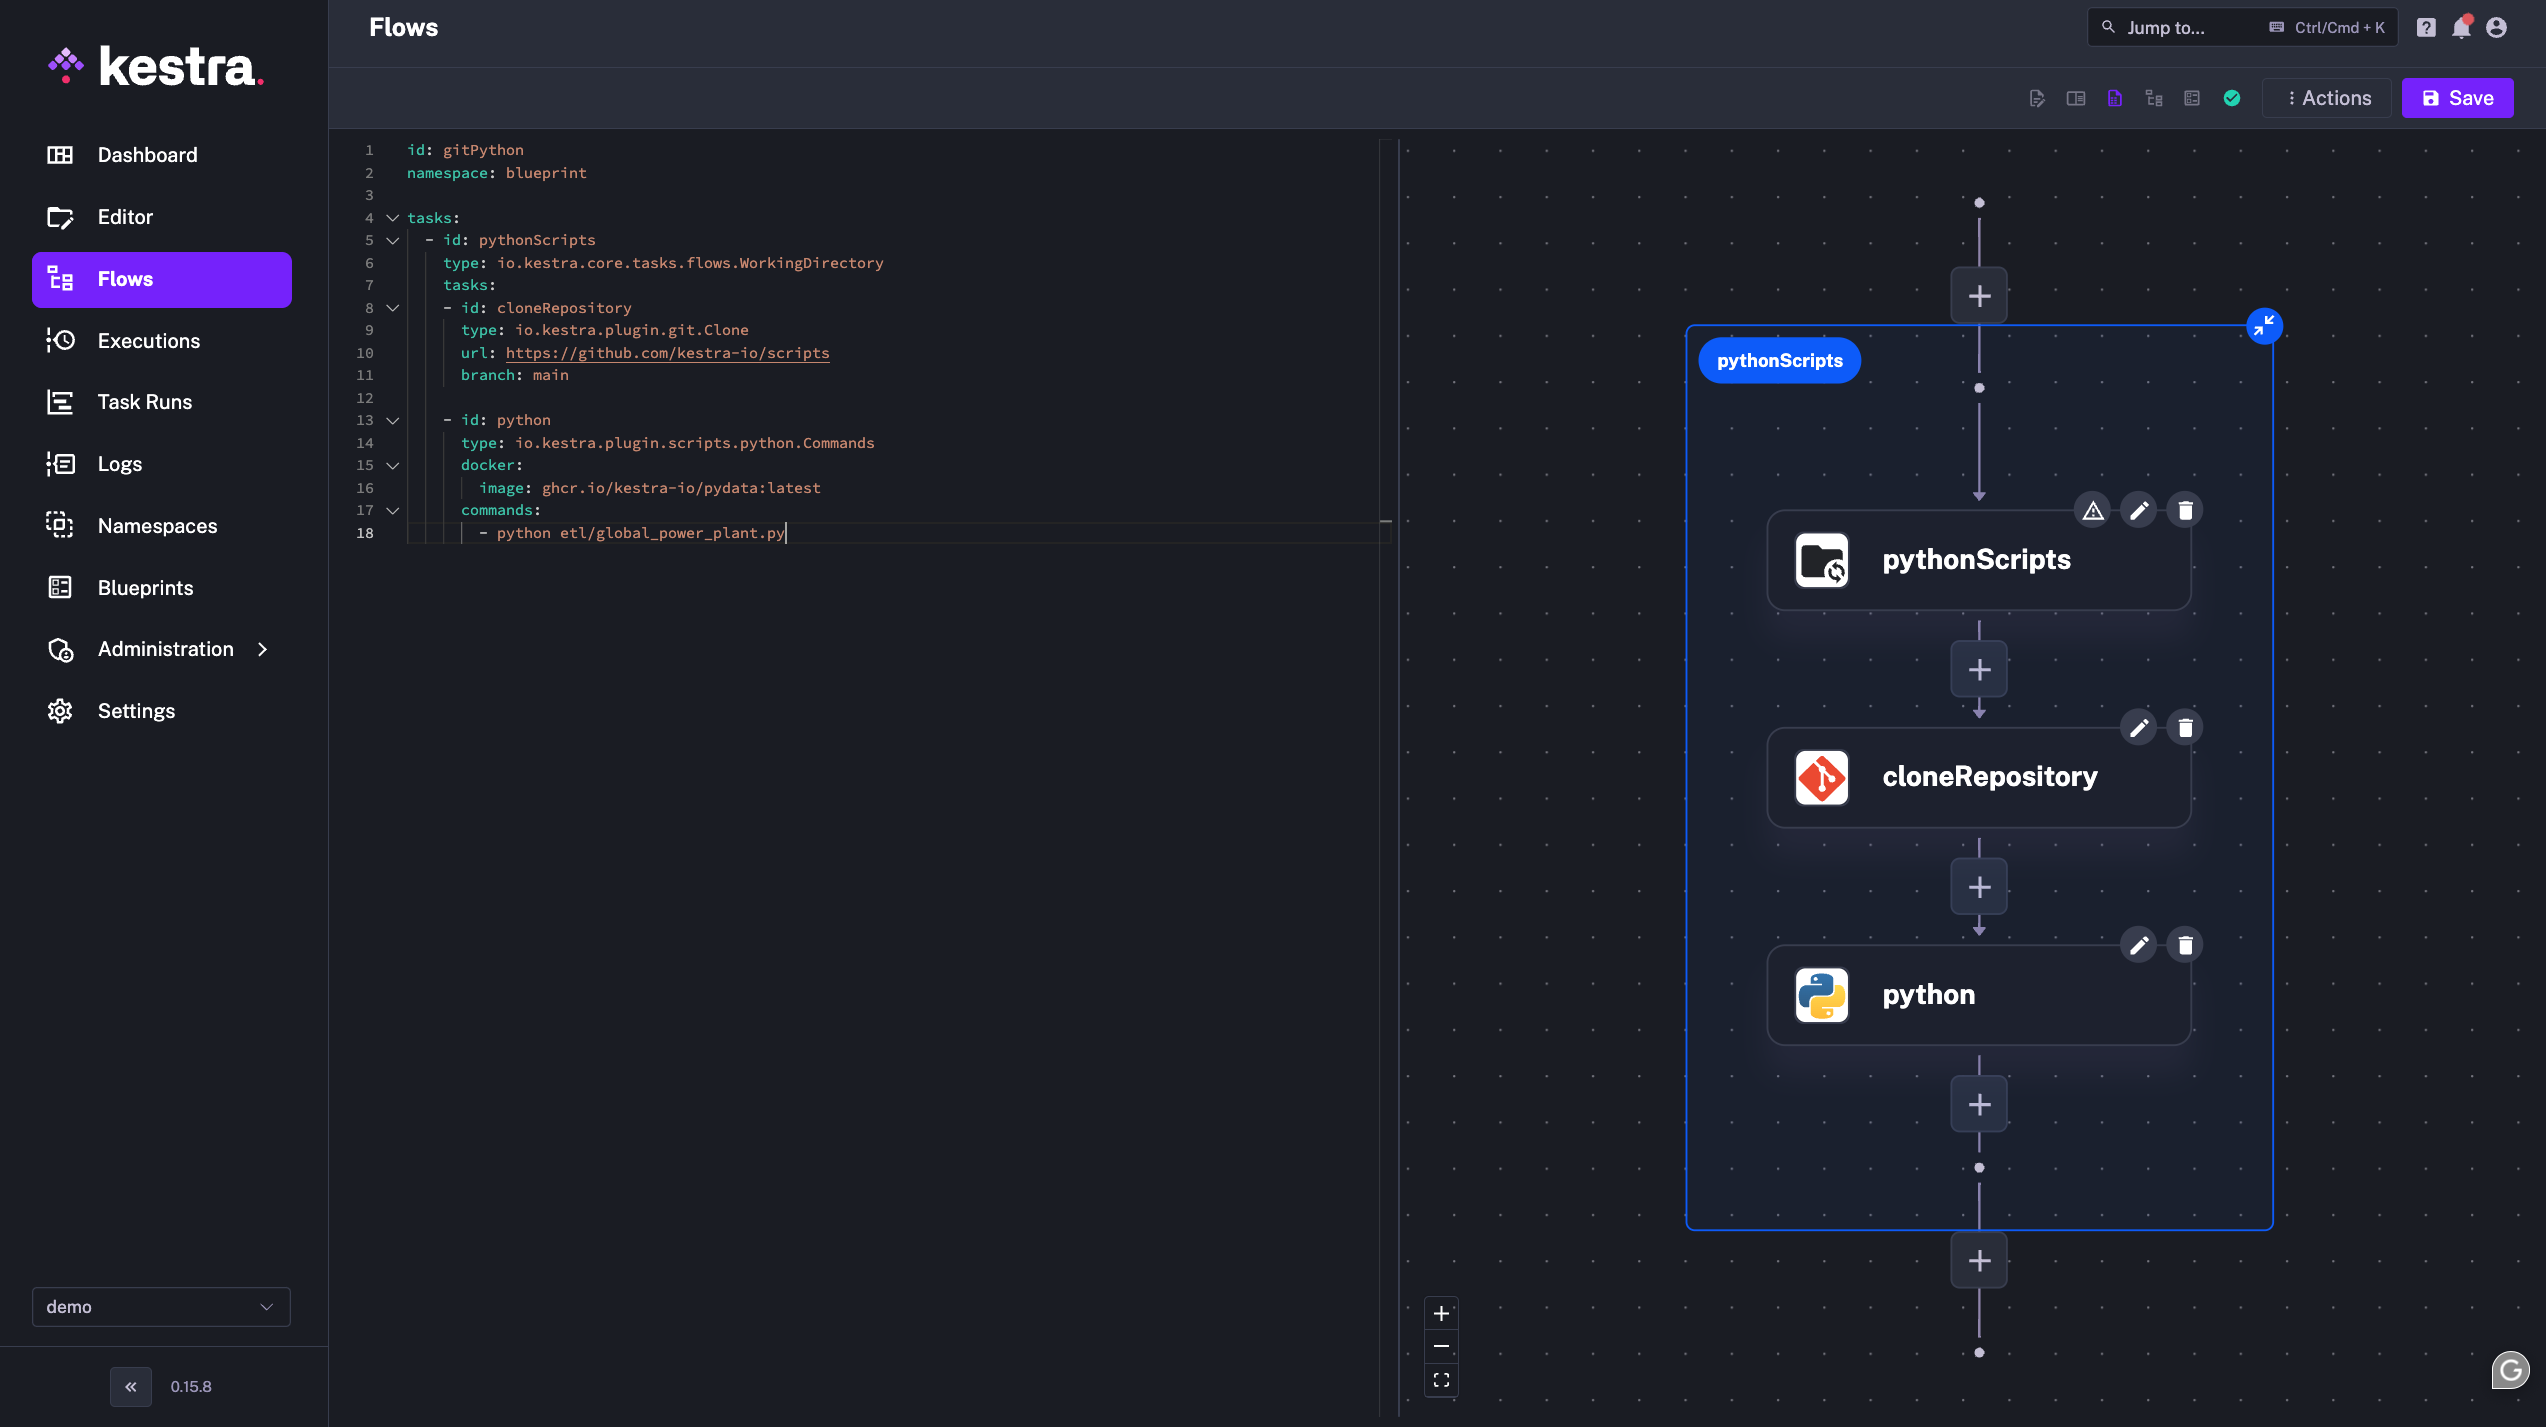 kestra.
Dashboard
Editor
Flows
Executions
Task Runs
Logs
Namespaces
Blueprints
Administration
Settings
demo
0.15.8
Flows
Jump to...
Ctrl/Cmd + K
Actions
Save
1 id: gitPython
2 namespace: blueprint
3
4 tasks:
5 - id: pythonScripts
6 type: io.kestra.core.tasks.flows.WorkingDirectory
7 tasks:
8 - id: cloneRepository
9 type: io.kestra.plugin.git.Clone
10 url: https://github.com/kestra-io/scripts
11 branch: main
12
13 - id: python
14 type: io.kestra.plugin.scripts.python.Commands
15 docker:
16 image: ghcr.io/kestra-io/pydata:latest
17 commands:
18 - python etl/global_power_plant.py
pythonScripts
pythonScripts
cloneRepository
python